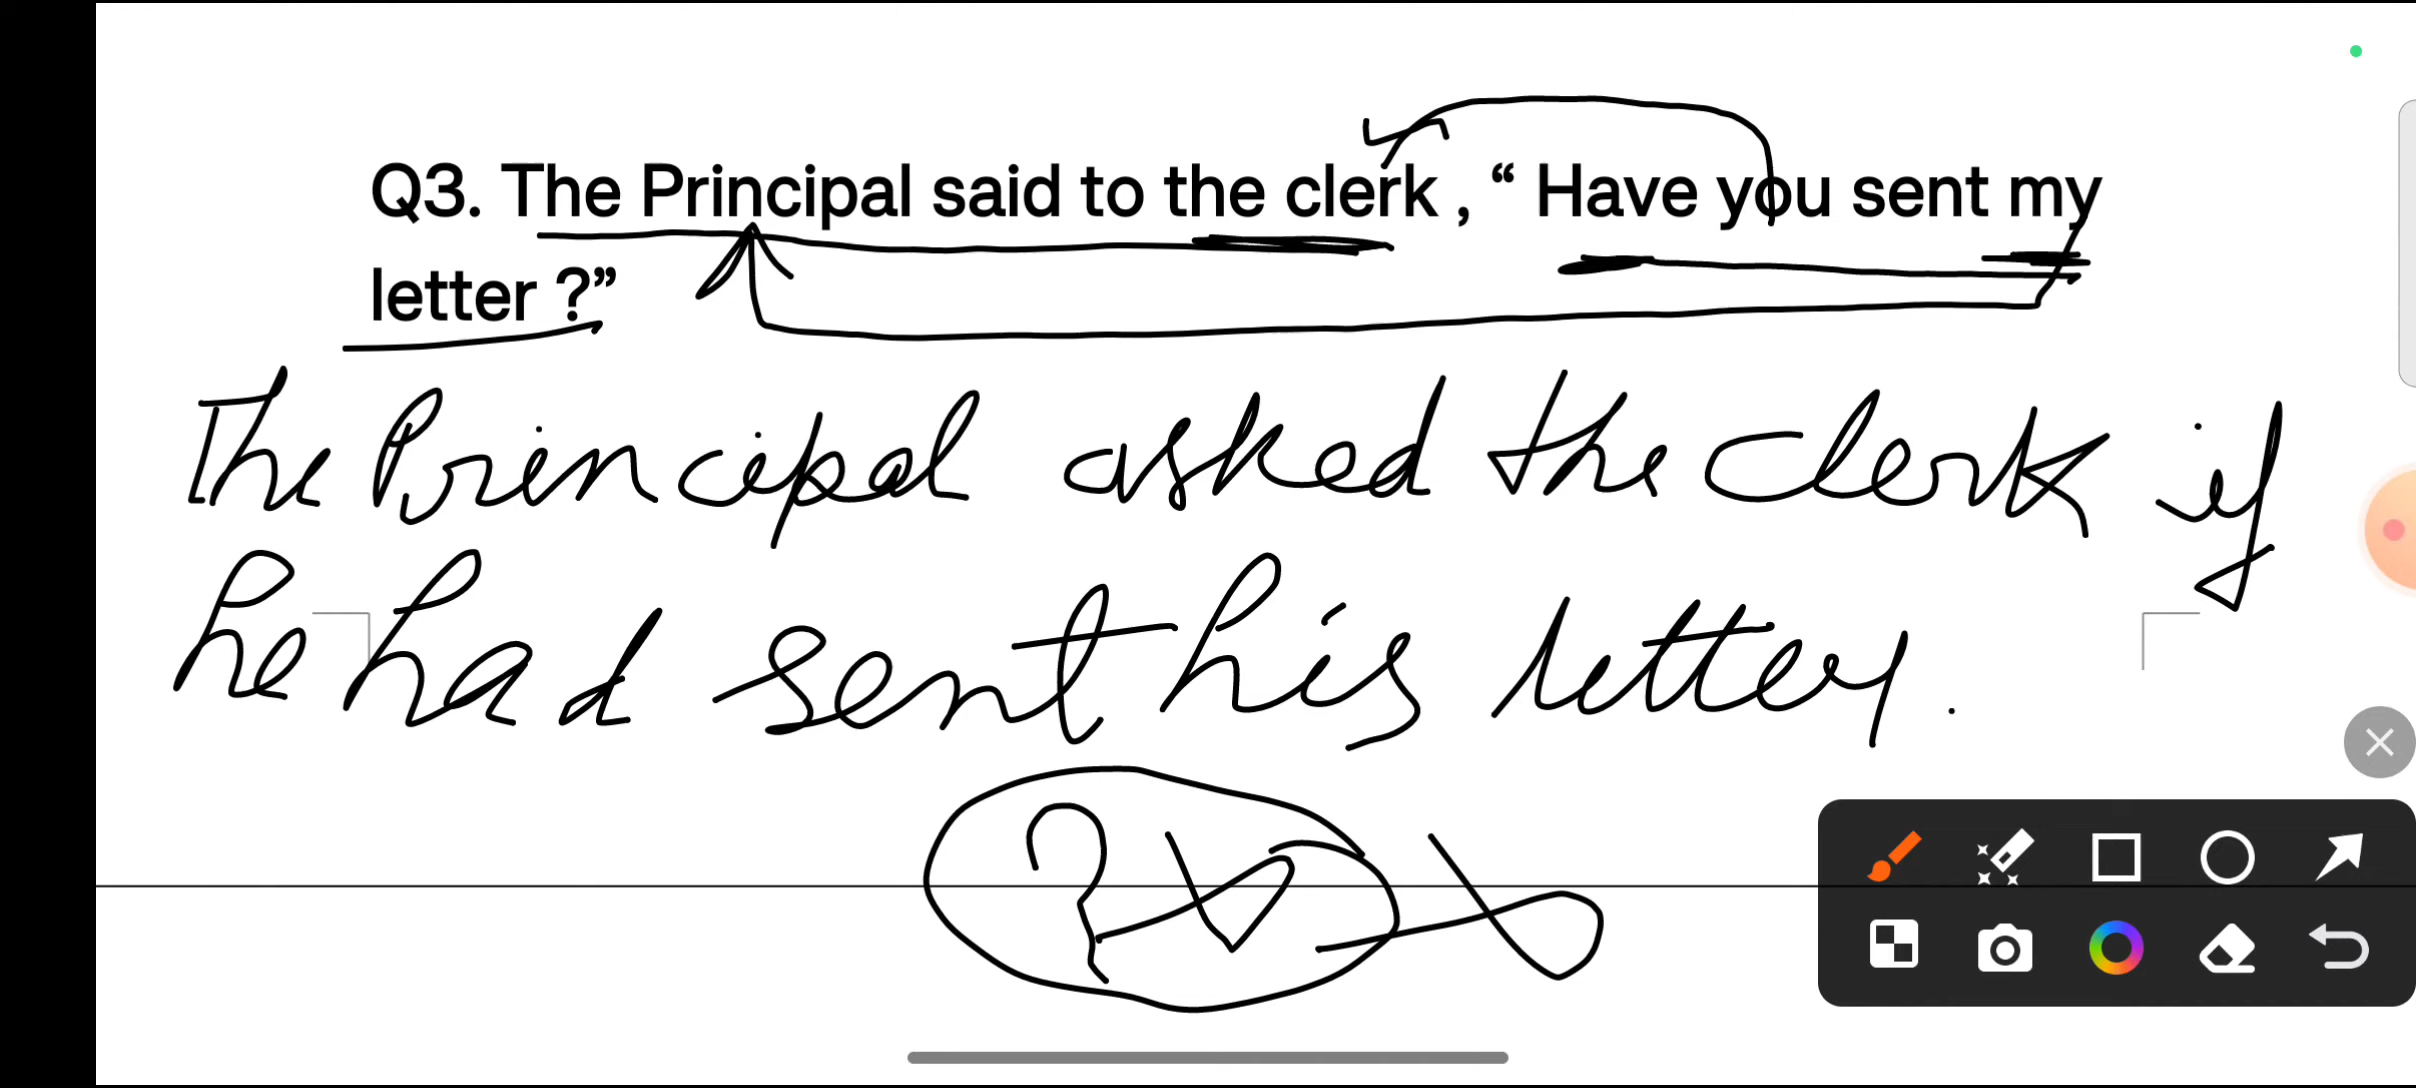 Q3. The Principal said to the clerk , “ Have you sent my
letter ?”
The Principal asked the clerk if
he had sent his letter.
?